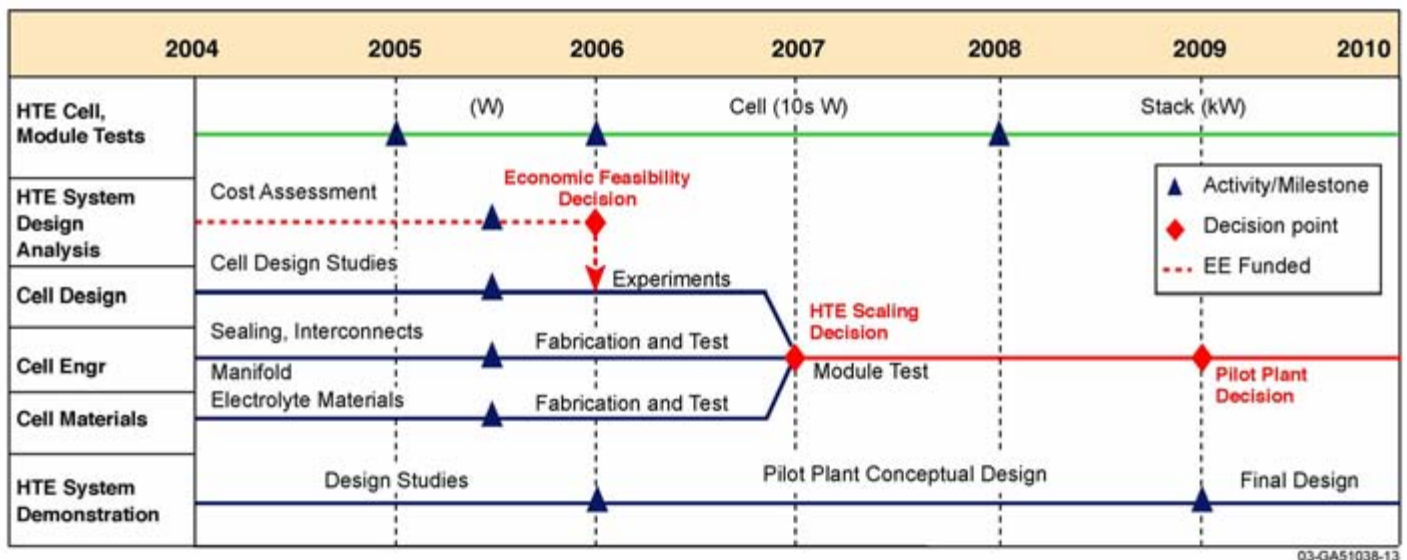 2004 2005 2006 2007 2008 2009 2010
HTE Cell,
Module Tests
(W) Cell (10s W) Stack (kW)
HTE System
Design
Analysis
Cost Assessment
Economic Feasibility
Decision
Activity/Milestone
Decision point
EE Funded
Cell Design
Cell Design Studies
Experiments
HTE Scaling
Decision
Cell Engr
Sealing, Interconnects
Fabrication and Test
Manifold
Module Test
Pilot Plant
Decision
Cell Materials
Electrolyte Materials
Fabrication and Test
HTE System
Demonstration
Design Studies
Pilot Plant Conceptual Design
Final Design
03-GA51038-13